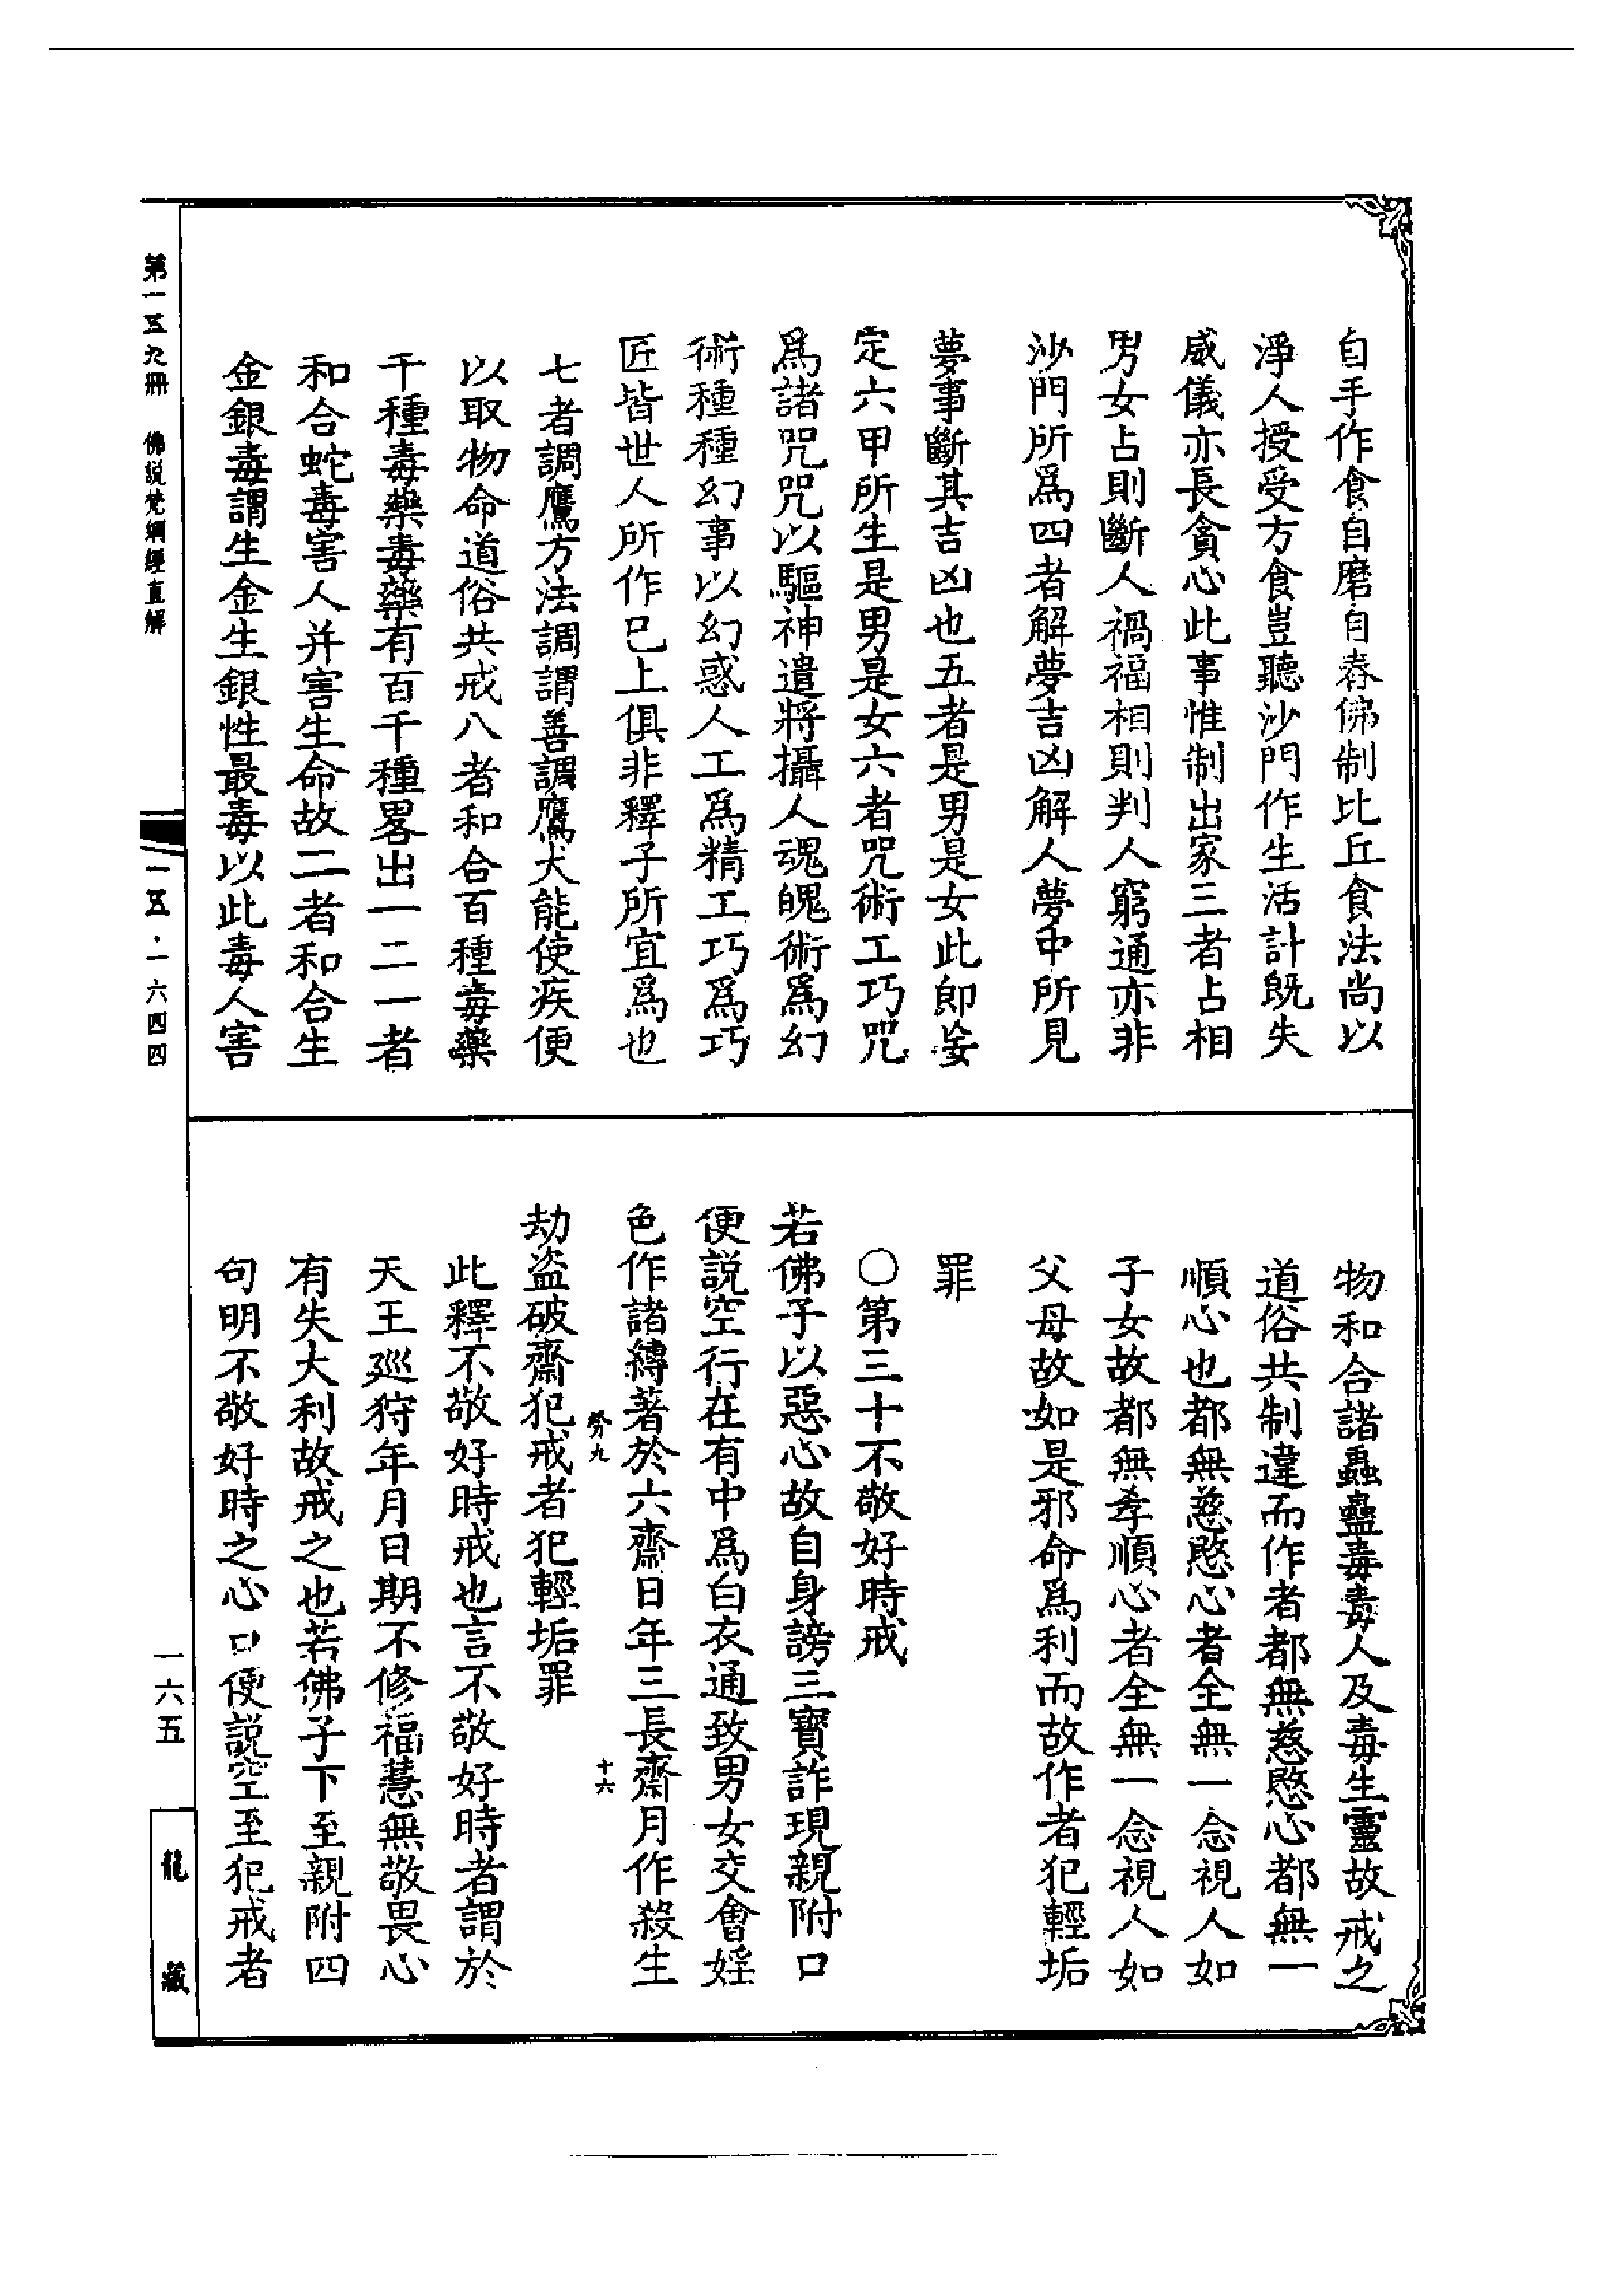 自手作食自磨自舂佛制比丘食法尚以
淨人授受方食豈聽沙門作生活計旣失
威儀亦長貪心此事惟制出家三者占相
男女占則斷人禍福相則判人窮通亦非
沙門所爲四者解夢吉凶解人夢中所見
夢事斷其吉凶也五者是男是女此卽妄
定六甲所生是男是女六者咒術工巧咒
爲諸咒咒以驅神遣將攝人魂魄術爲幻
術種種幻事以幻惑人工爲精工巧爲巧
匠皆世人所作已上俱非釋子所宜爲也
七者調鷹方法調謂善調鷹犬能使疾便
以取物命道俗共戒八者和合百種毒藥
千種毒藥毒藥有百千種畧出一二一者
和合蛇毒害人并害生命故二者和合生
金銀毒謂生金生銀性最毒以此毒人害
物和合諸蟲蠱毒毒人及毒生靈故戒之
道俗共制違而作者都無慈愍心都無一
順心也都無慈愍心者全無一念視人如
子女故都無孝順心者全無一念視人如
父母故如是邪命爲利而故作者犯輕垢
罪
○第三十不敬好時戒
若佛子以惡心故自身謗三寶詐現親附口
便說空行在有中爲白衣通致男女交會婬
色作諸縛著於六齋日年三長齋月作殺生
劫盜破齋犯戒者犯輕垢罪
十六
此釋不敬好時戒也言不敬好時者謂於
天王廵狩年月日期不修福慧無敬畏心
有失大利故戒之也若佛子下至親附四
句明不敬好時之心口便說空至犯戒者
第一五九冊 佛說梵網經直解
一五·一六四四
一六五
龍藏